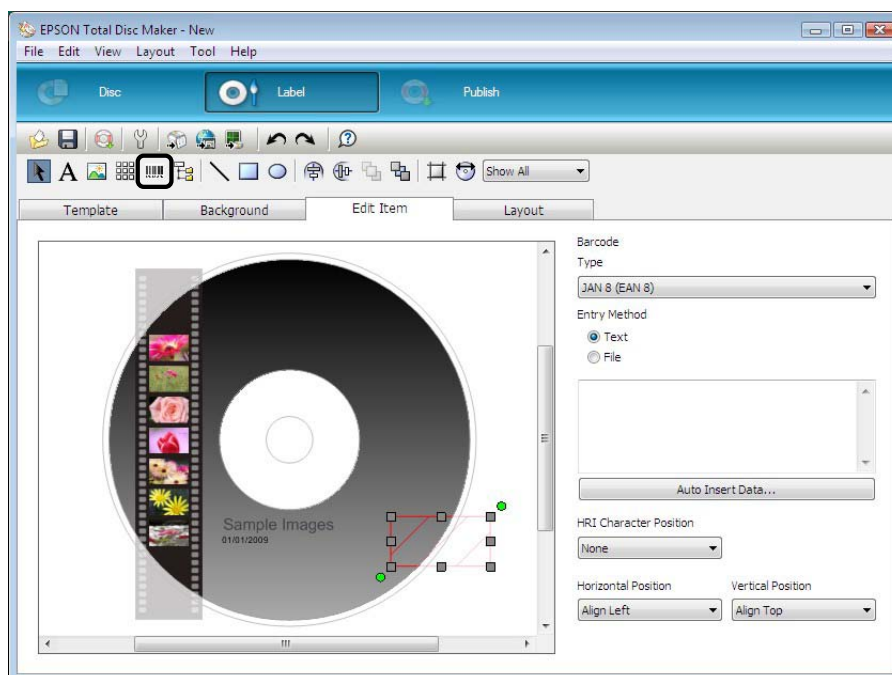 EPSON Total Disc Maker - New
File Edit View Layout Tool Help
Disc Label Publish
A Show All
Template Background Edit Item Layout
Barcode
Type
JAN 8 (EAN 8)
Entry Method
Text
File
Auto Insert Data...
HRI Character Position
None
Horizontal Position Vertical Position
Align Left Align Top
Sample Images
01/01/2009